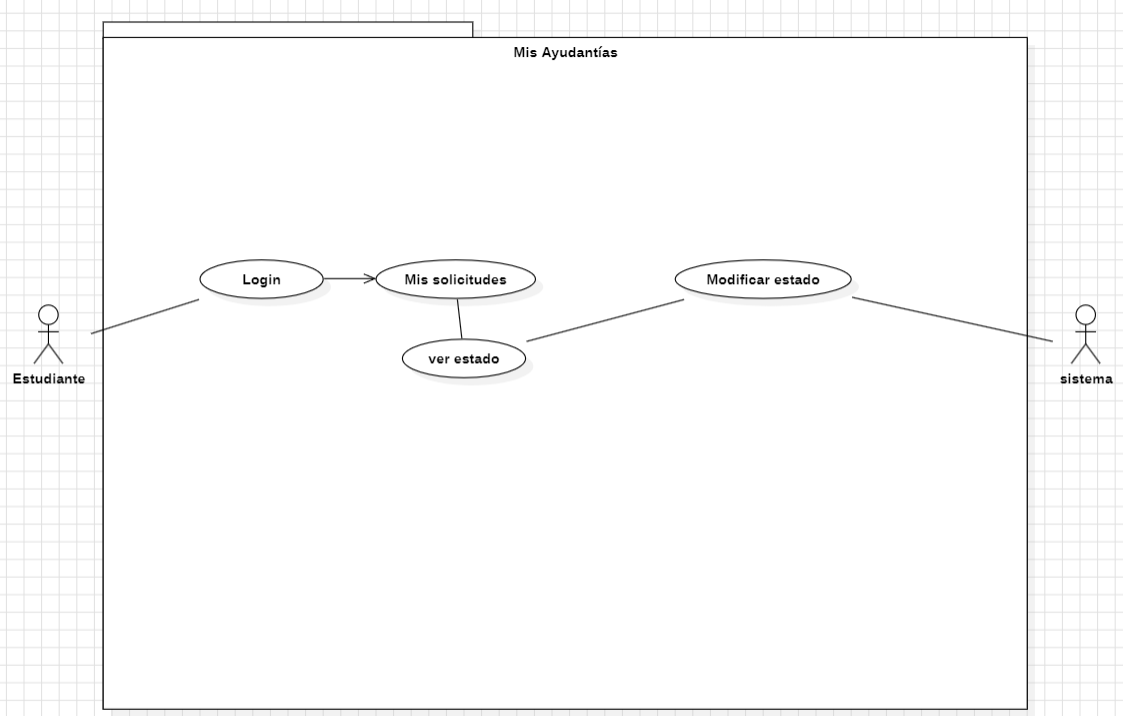 Mis Ayudantías
Login
Mis solicitudes
Modificar estado
ver estado
Estudiante
sistema